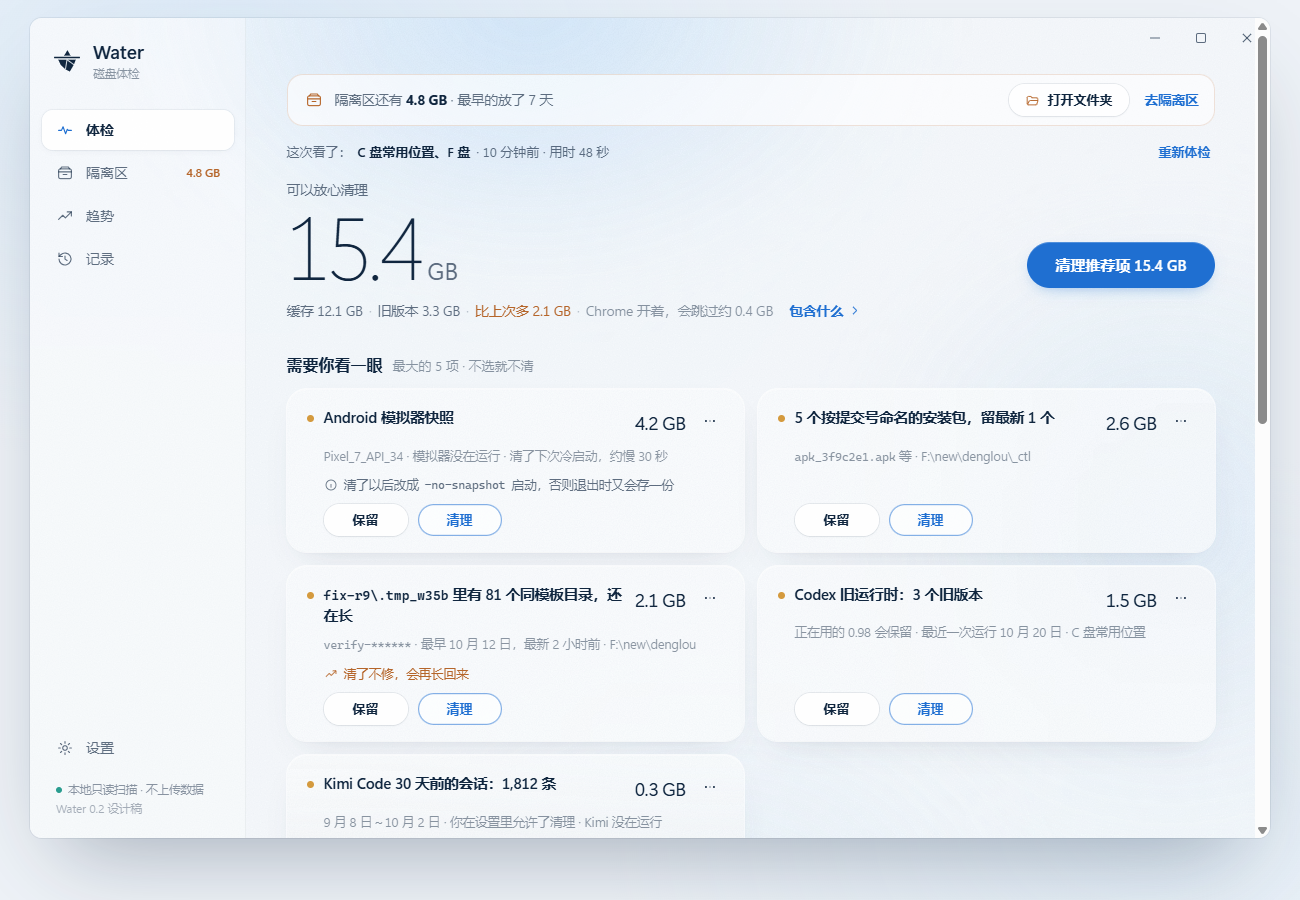 Water
磁盘体检
体检
隔离区 4.8 GB
趋势
记录
设置
本地只读扫描 · 不上传数据
Water 0.2 设计稿
隔离区还有 4.8 GB · 最早的放了 7 天
打开文件夹
去隔离区
这次看了： C 盘常用位置、F 盘 · 10 分钟前 · 用时 48 秒
重新体检
可以放心清理
15.4 GB
清理推荐项 15.4 GB
缓存 12.1 GB · 旧版本 3.3 GB · 比上次多 2.1 GB · Chrome 开着，会跳过约 0.4 GB 包含什么
需要你看一眼 最大的 5 项 · 不选就不清
Android 模拟器快照 4.2 GB ...
Pixel_7_API_34 · 模拟器没在运行 · 清了下次冷启动，约慢 30 秒
清了以后改成 -no-snapshot 启动，否则退出时又会存一份
保留 清理
5 个按提交号命名的安装包，留最新 1 个 2.6 GB ...
apk_3f9c2e1.apk 等 · F:\new\denglou\_ctl
保留 清理
fix-r9\.tmp_w35b 里有 81 个同模板目录，还
在长
2.1 GB ...
verify-****** · 最早 10 月 12 日，最新 2 小时前 · F:\new\denglou
清了不修，会再长回来
保留 清理
Codex 旧运行时：3 个旧版本 1.5 GB ...
正在用的 0.98 会保留 · 最近一次运行 10 月 20 日 · C 盘常用位置
保留 清理
Kimi Code 30 天前的会话：1,812 条 0.3 GB ...
9 月 8 日 ~ 10 月 2 日 · 你在设置里允许了清理 · Kimi 没在运行